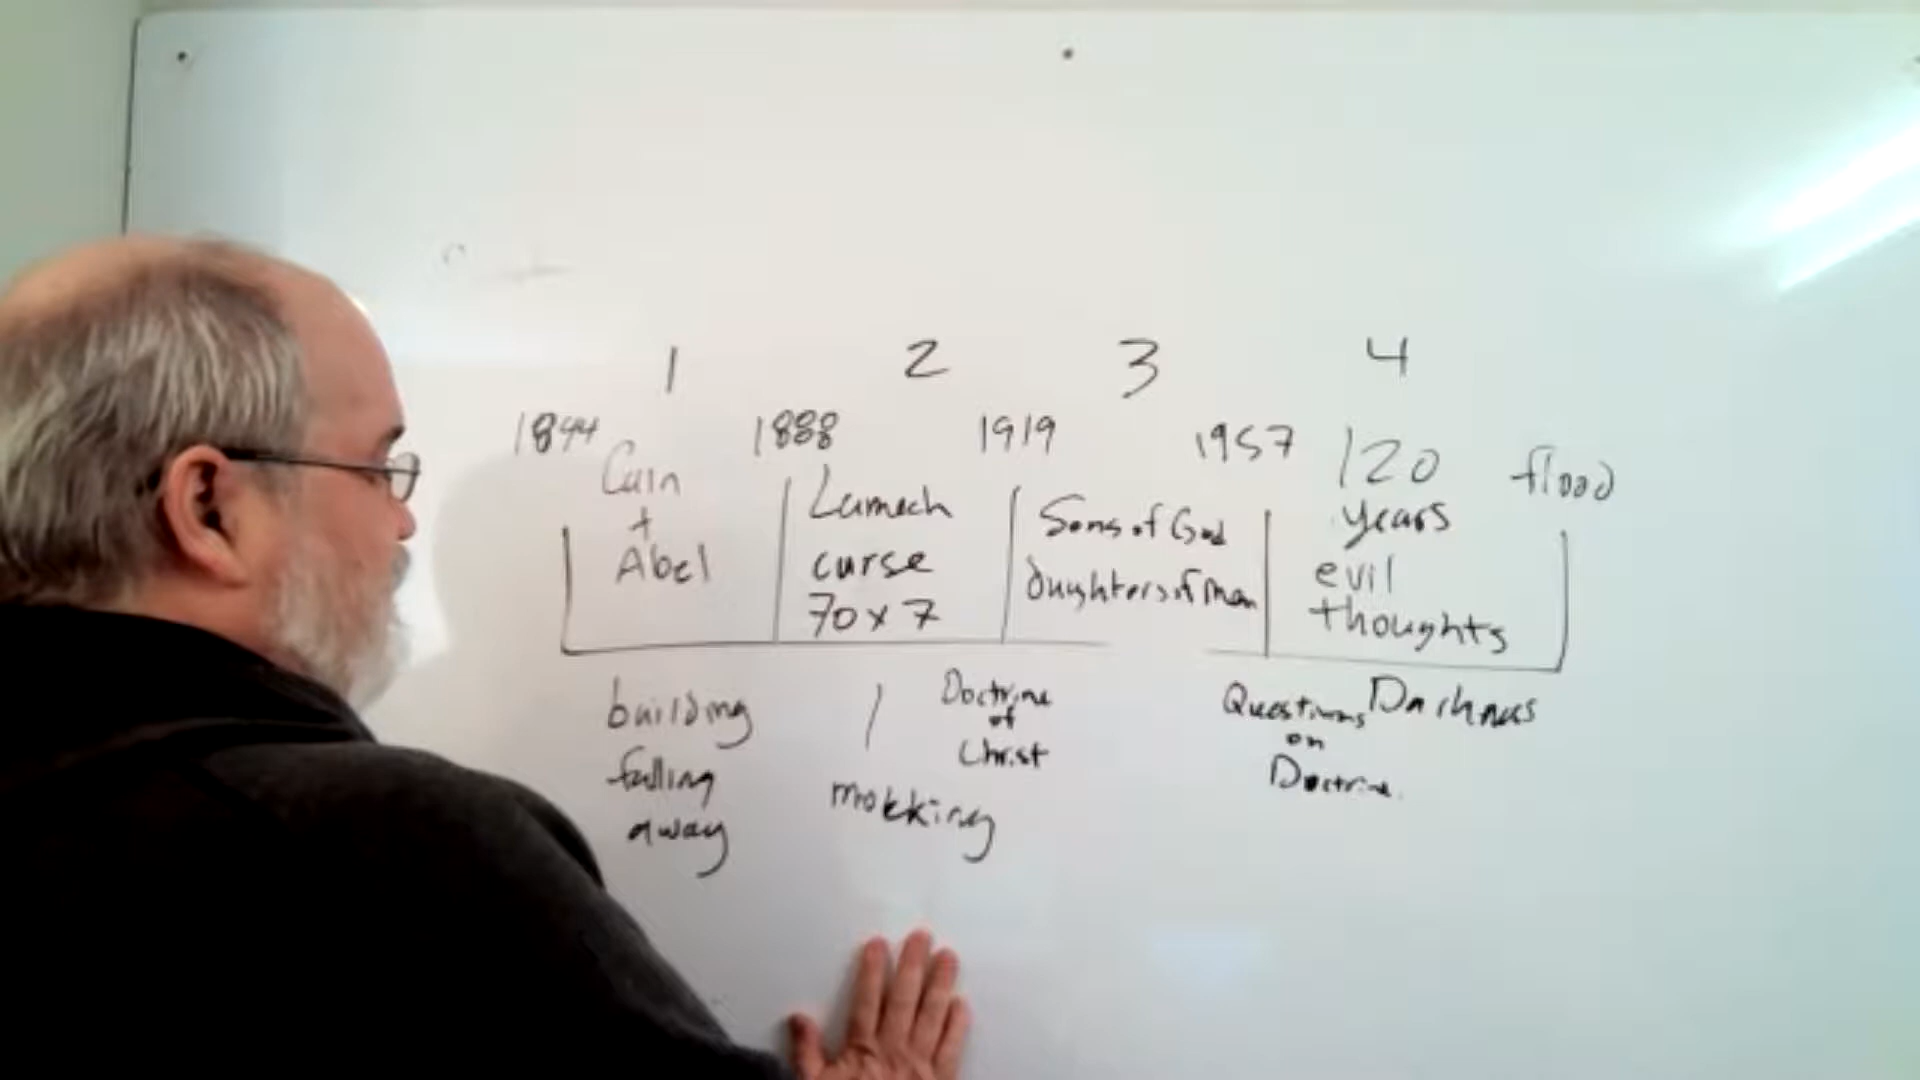 1 2 3 4
1844 1888 1919 1957 120 years flood
Cain
+
Abel
Lamech
curse
70 x 7
Sons of God
Daughters of Man
evil
thoughts
building
falling
away
/
mokking
Doctrine
of
Christ
Questions
on
Doctrine.
Darkness